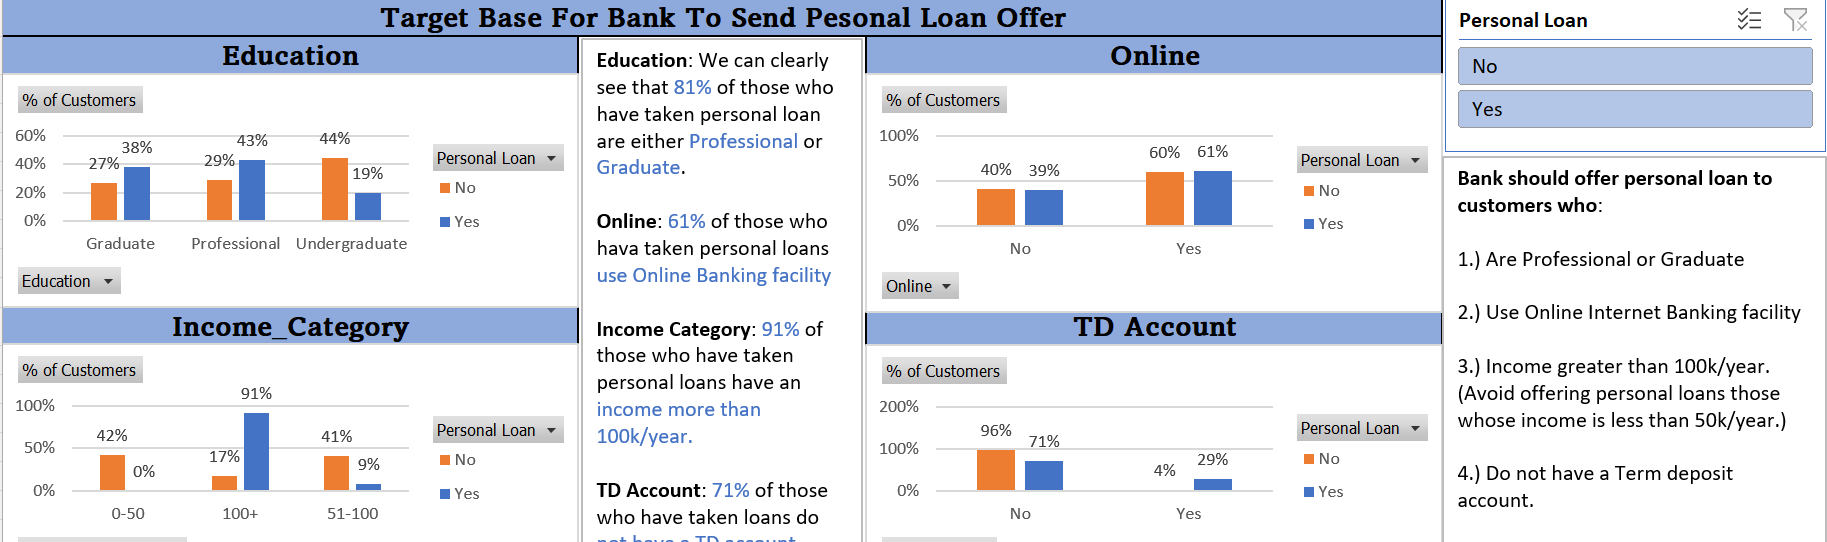 Target Base For Bank To Send Pesonal Loan Offer
Education
% of Customers
60%
40%
20%
0%
27%
38%
29%
43%
44%
19%
Graduate
Professional
Undergraduate
Personal Loan
No
Yes
Education
Income_Category
% of Customers
100%
50%
0%
42%
0%
17%
91%
41%
9%
0-50
100+
51-100
Personal Loan
No
Yes
Education: We can clearly
see that 81% of those who
have taken personal loan
are either Professional or
Graduate.
Online: 61% of those who
hava taken personal loans
use Online Banking facility
Income Category: 91% of
those who have taken
personal loans have an
income more than
100k/year.
TD Account: 71% of those
who have taken loans do
not have a TD account
Online
% of Customers
100%
50%
0%
40%
39%
60%
61%
No
Yes
Personal Loan
No
Yes
Online
TD Account
% of Customers
200%
100%
0%
96%
71%
4%
29%
No
Yes
Personal Loan
No
Yes
Personal Loan
No
Yes
Bank should offer personal loan to
customers who:
1.) Are Professional or Graduate
2.) Use Online Internet Banking facility
3.) Income greater than 100k/year.
(Avoid offering personal loans those
whose income is less than 50k/year.)
4.) Do not have a Term deposit
account.